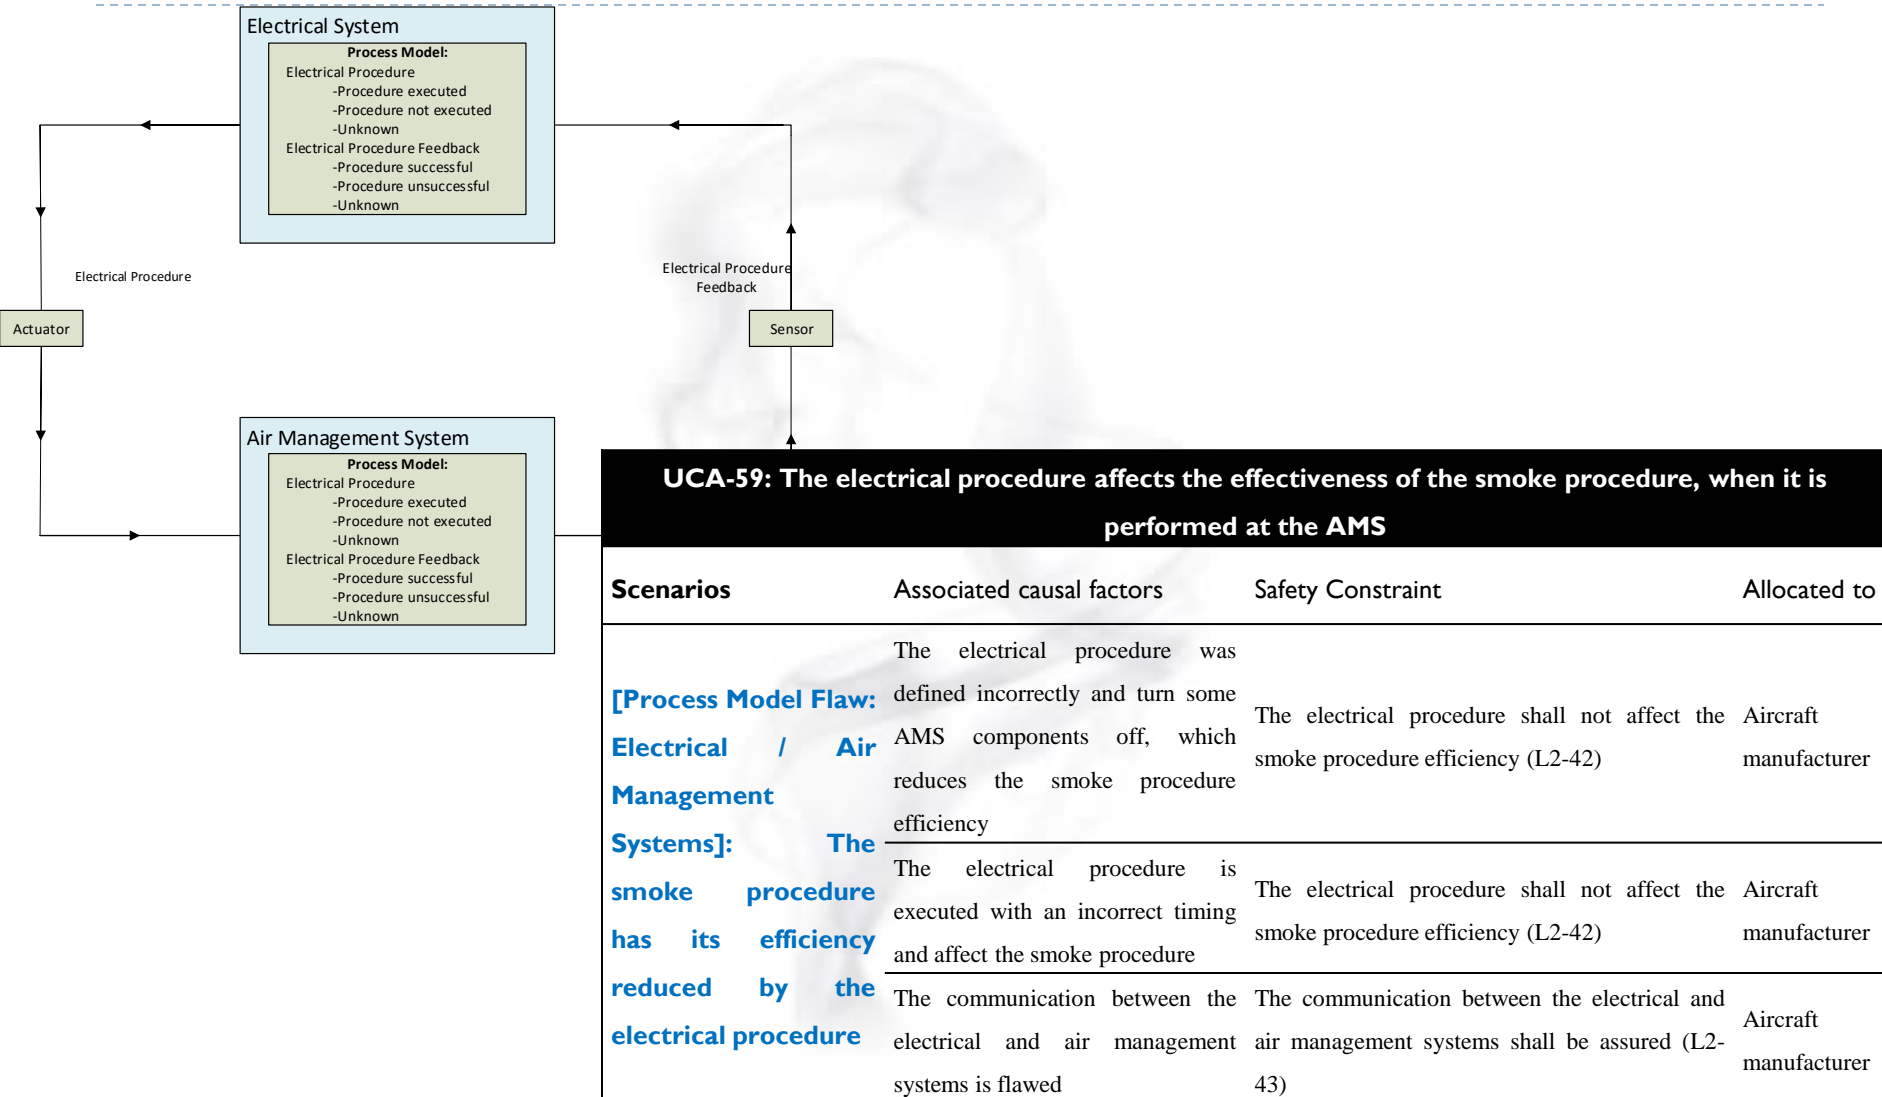 Electrical System
Process Model:
Electrical Procedure
-Procedure executed
-Procedure not executed
-Unknown
Electrical Procedure Feedback
-Procedure successful
-Procedure unsuccessful
-Unknown
Electrical Procedure
Electrical Procedure
Feedback
Actuator
Sensor
Air Management System
Process Model:
Electrical Procedure
-Procedure executed
-Procedure not executed
-Unknown
Electrical Procedure Feedback
-Procedure successful
-Procedure unsuccessful
-Unknown
UCA-59: The electrical procedure affects the effectiveness of the smoke procedure, when it is
performed at the AMS
Scenarios
Associated causal factors
Safety Constraint
Allocated to
[Process Model Flaw:
Electrical / Air
Management
Systems]: The
smoke procedure
has its efficiency
reduced by the
electrical procedure
The electrical procedure was
defined incorrectly and turn some
AMS components off, which
reduces the smoke procedure
efficiency
The electrical procedure shall not affect the
smoke procedure efficiency (L2-42)
Aircraft
manufacturer
The electrical procedure is
executed with an incorrect timing
and affect the smoke procedure
The electrical procedure shall not affect the
smoke procedure efficiency (L2-42)
Aircraft
manufacturer
The communication between the
electrical and air management
systems is flawed
The communication between the electrical and
air management systems shall be assured (L2-
43)
Aircraft
manufacturer